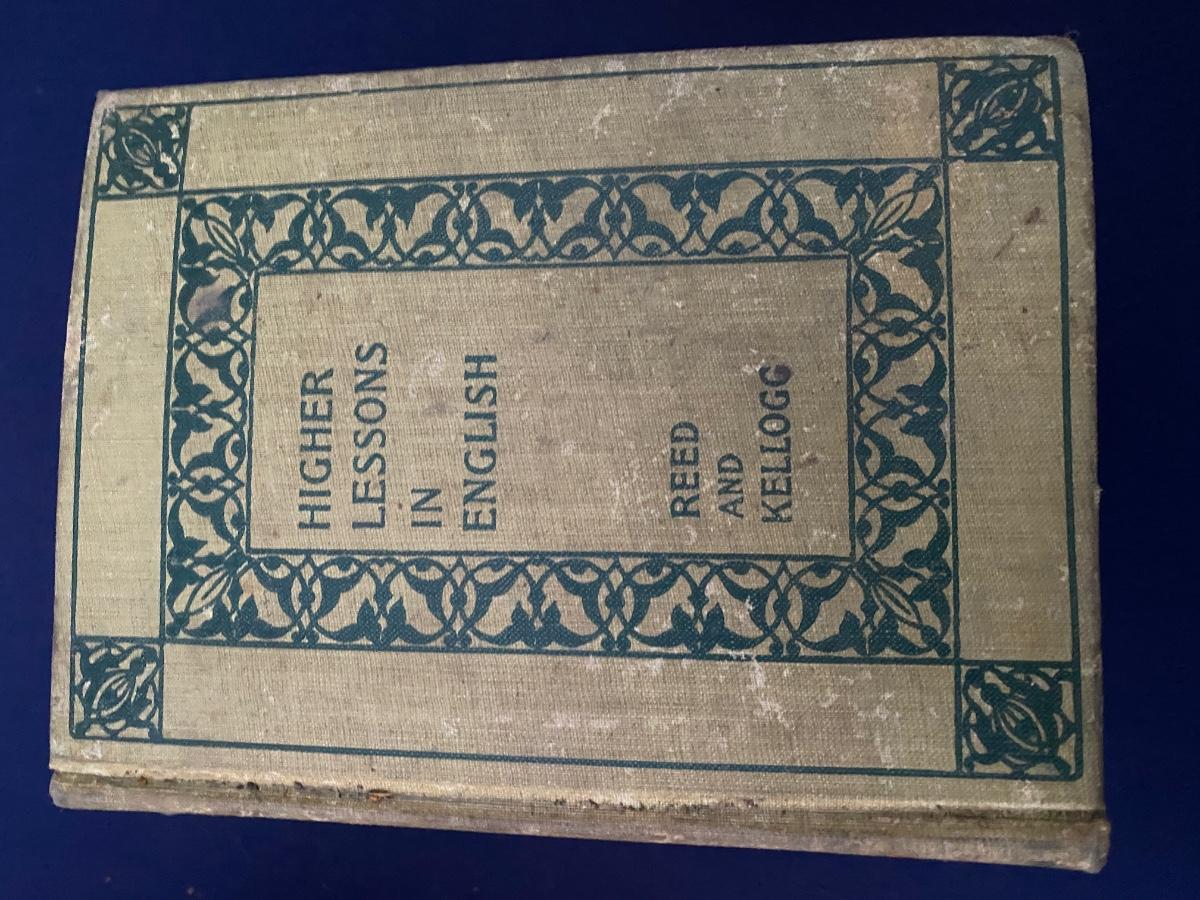 HIGHER
LESSONS
IN
ENGLISH
REED
AND
KELLOGG